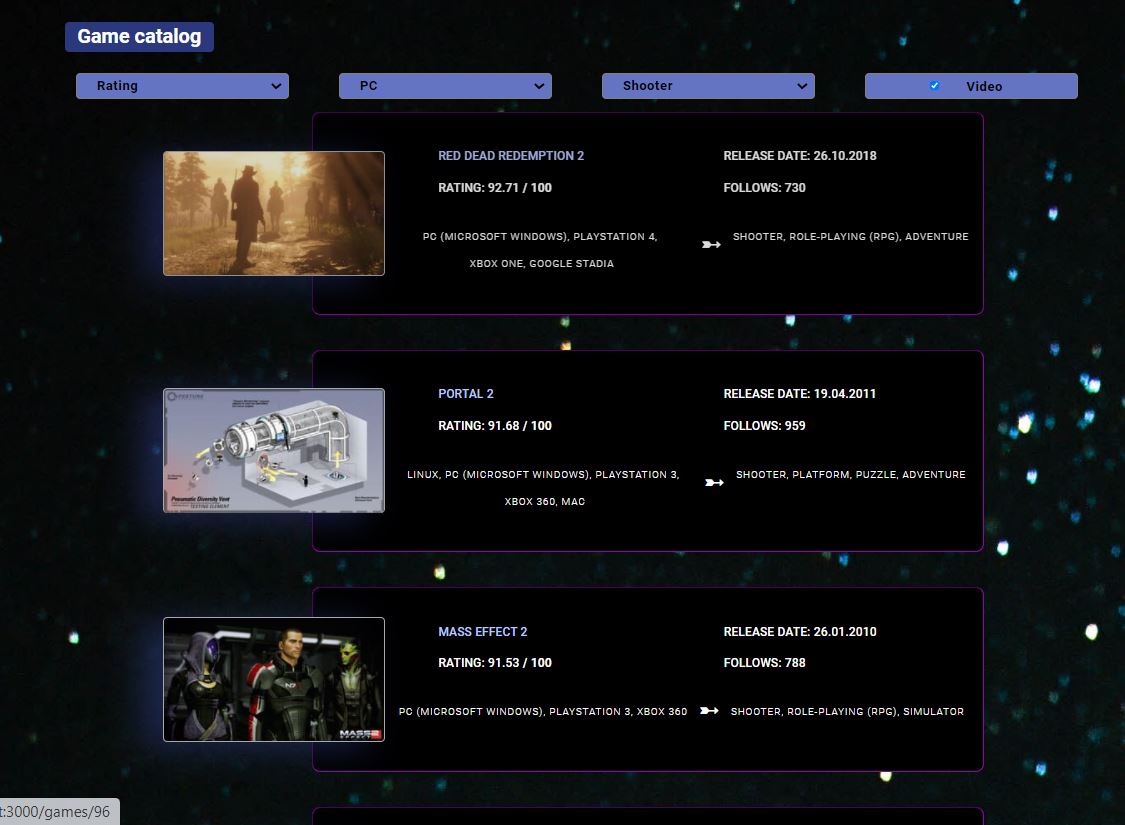 Game catalog
Rating
PC
Shooter
Video
RED DEAD REDEMPTION 2
RELEASE DATE: 26.10.2018
RATING: 92.71 / 100
FOLLOWS: 730
PC (MICROSOFT WINDOWS), PLAYSTATION 4,
XBOX ONE, GOOGLE STADIA
SHOOTER, ROLE-PLAYING (RPG), ADVENTURE
PORTAL 2
RELEASE DATE: 19.04.2011
RATING: 91.68 / 100
FOLLOWS: 959
LINUX, PC (MICROSOFT WINDOWS), PLAYSTATION 3,
XBOX 360, MAC
SHOOTER, PLATFORM, PUZZLE, ADVENTURE
Pneumatic Diversity Vent
TESTING ELEMENT
MASS EFFECT 2
RELEASE DATE: 26.01.2010
RATING: 91.53 / 100
FOLLOWS: 788
PC (MICROSOFT WINDOWS), PLAYSTATION 3, XBOX 360
SHOOTER, ROLE-PLAYING (RPG), SIMULATOR
N7
MASS
EFFECT 2
t:3000/games/96